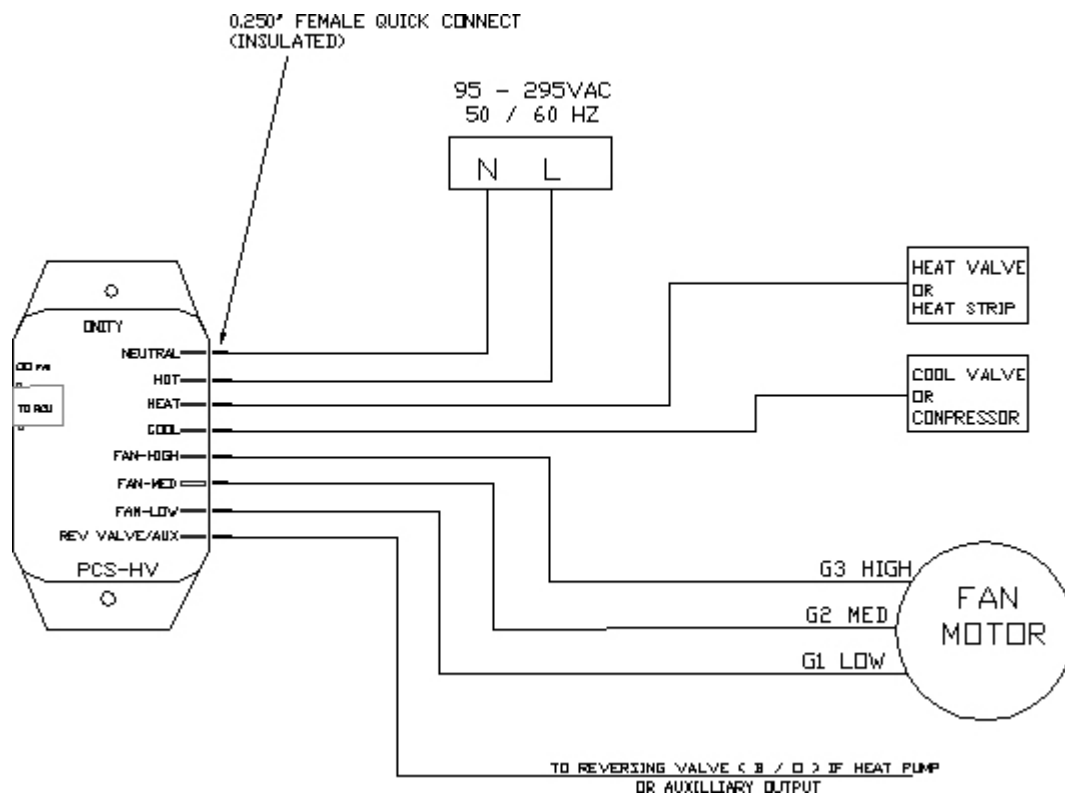 0.250" FEMALE QUICK CONNECT
(INSULATED)
95 - 295VAC
50 / 60 HZ
N L
HEAT VALVE
OR
HEAT STRIP
COOL VALVE
OR
CONPRESSOR
ONITY
NEUTRAL
HOT
HEAT
COOL
FAN-HIGH
FAN-MED
FAN-LOW
REV VALVE/AUX
TO RCU
PCS-HV
G3 HIGH
G2 MED
G1 LOW
FAN
MOTOR
TO REVERSING VALVE ( B / O ) IF HEAT PUMP
OR AUXILLIARY OUTPUT